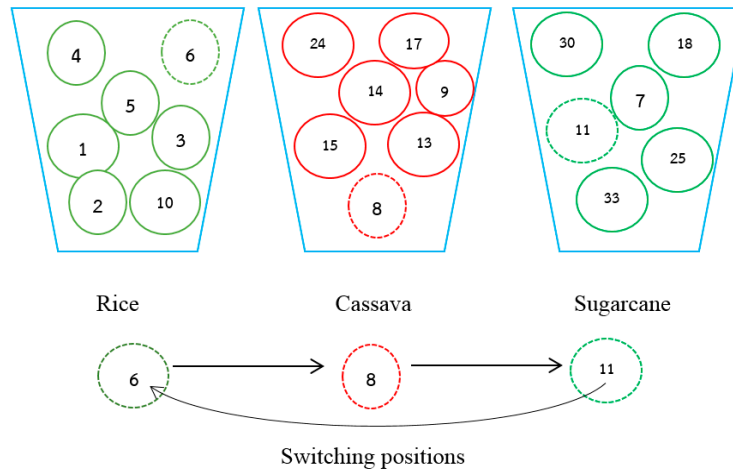 4 6 24 17 30 18
5 14 9 7
1 3 15 13 11 25
2 10 8 33
Rice Cassava Sugarcane
6 8 11
Switching positions